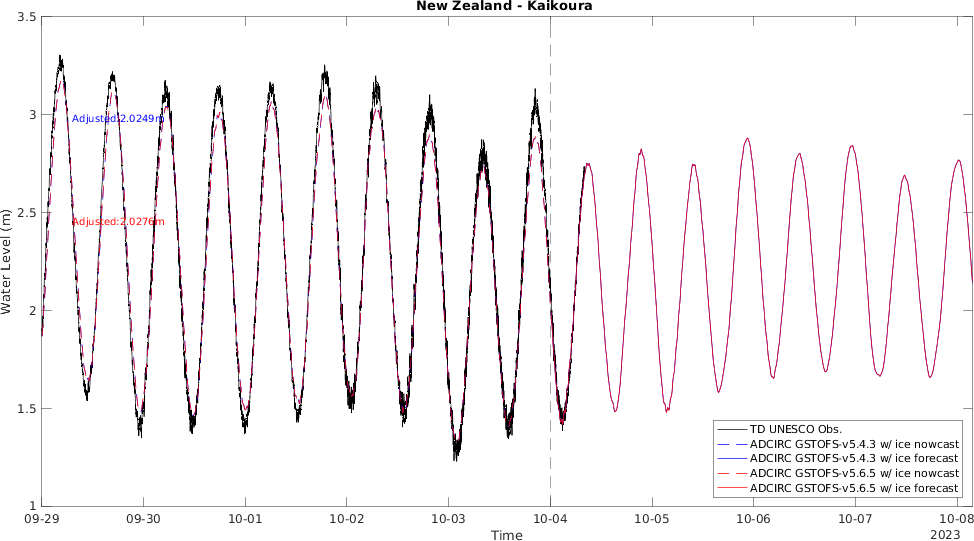 New Zealand - Kaikoura
3.5
3
2.5
2
1.5
1
Water Level (m)
Adjusted:2.0249m
Adjusted:2.0276m
TD UNESCO Obs.
ADCIRC GSTOFS-v5.4.3 w/ ice nowcast
ADCIRC GSTOFS-v5.4.3 w/ ice forecast
ADCIRC GSTOFS-v5.6.5 w/ ice nowcast
ADCIRC GSTOFS-v5.6.5 w/ ice forecast
09-29 09-30 10-01 10-02 10-03 10-04 10-05 10-06 10-07 10-08
Time 2023